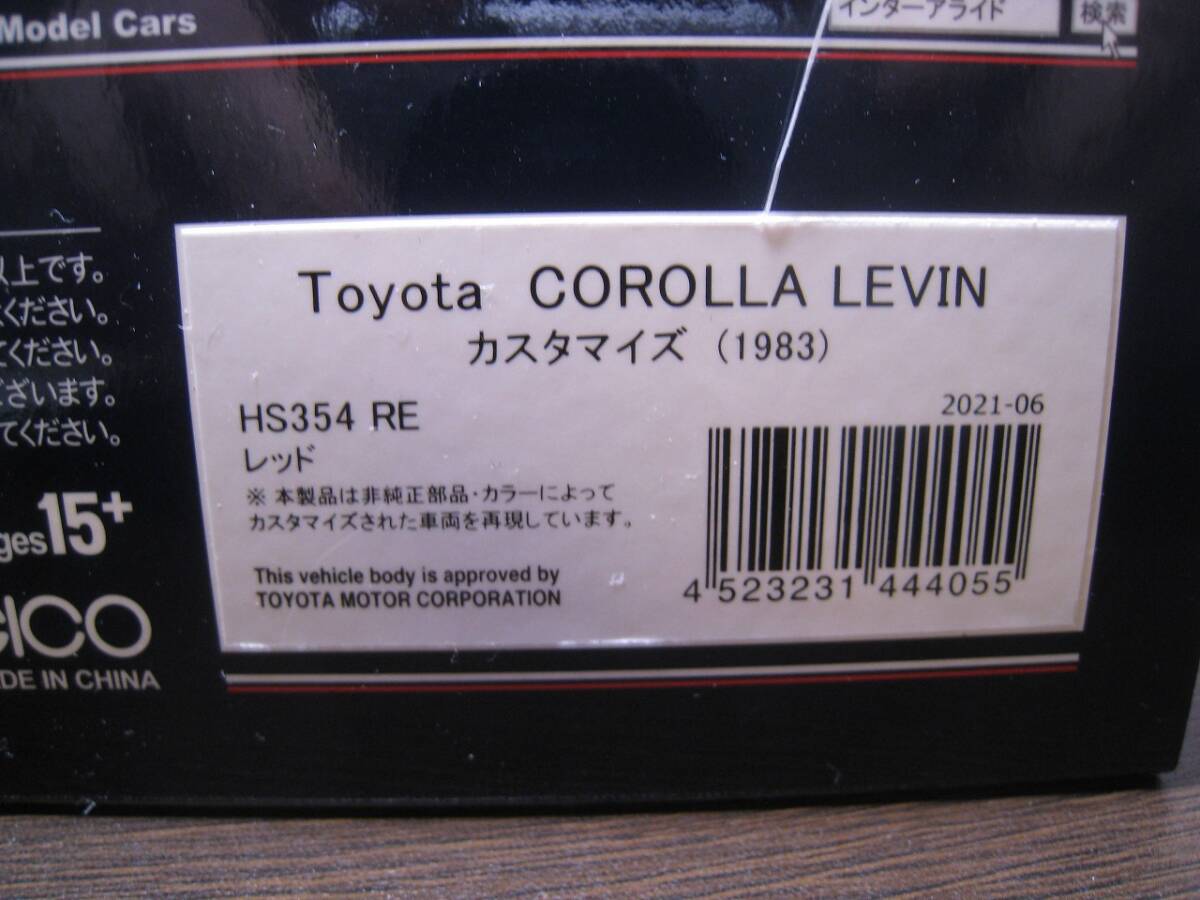 Model Cars
インターアライド
検索
以上です。
ください。
てください。
ございます。
てください。
Toyota COROLLA LEVIN
カスタマイズ (1983)
HS354 RE
レッド
2021-06
※ 本製品は非純正部品・カラーによって
カスタマイズされた車両を再現しています。
This vehicle body is approved by
TOYOTA MOTOR CORPORATION
4 523231 444055
ges 15+
CICO
DE IN CHINA